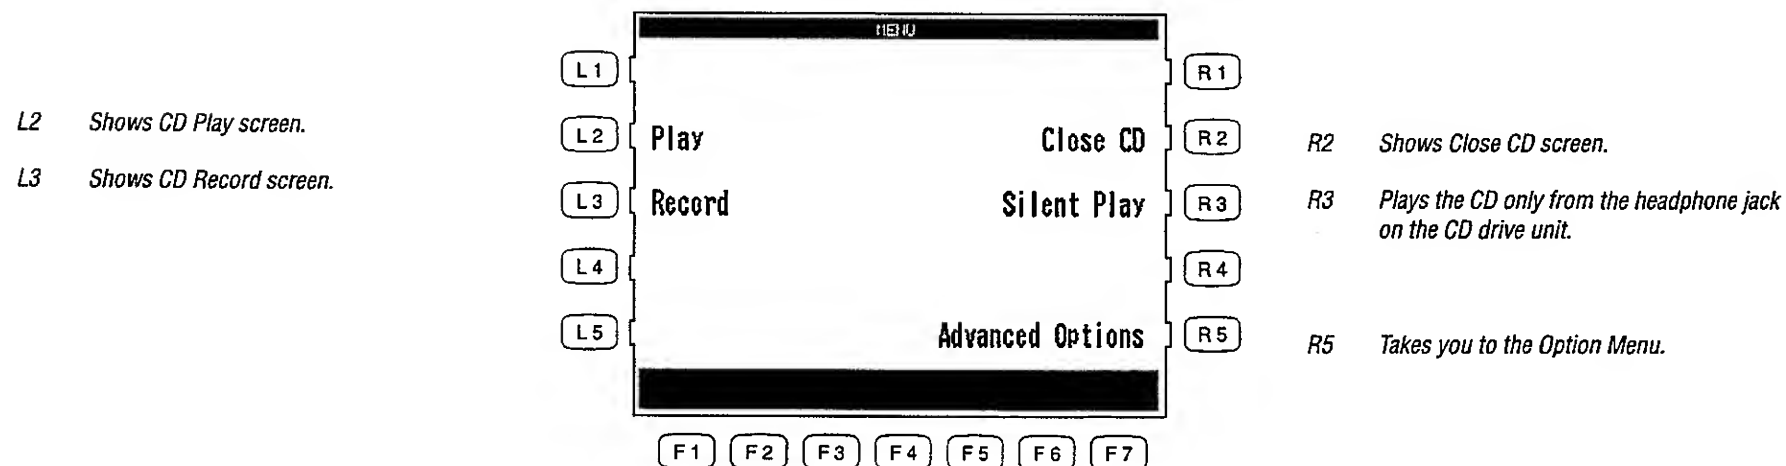 MENU
L1
R1
L2 Shows CD Play screen.
L2 Play
Close CD R2
R2 Shows Close CD screen.
L3 Shows CD Record screen.
L3 Record
Silent Play R3
R3 Plays the CD only from the headphone jack
on the CD drive unit.
L4
R4
L5
Advanced Options R5
R5 Takes you to the Option Menu.
F1 F2 F3 F4 F5 F6 F7